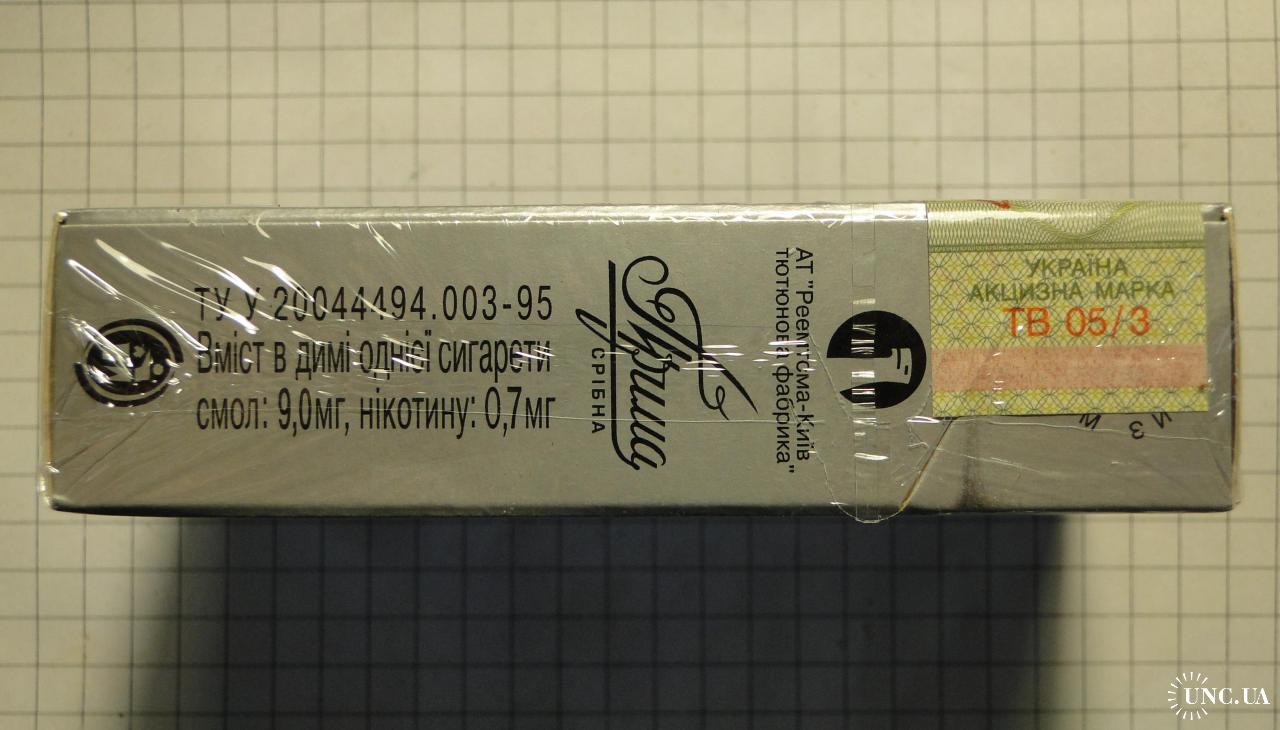 ТУ У 20044494.003-95
Вміст в димі однієї сигарети
смол: 9,0мг, нікотину: 0,7мг
Прима
СРІБНА
АТ "Реемтсма-Київ
тютюнова фабрика"
УКРАЇНА
АКЦИЗНА МАРКА
ТВ 05/3
UNC.UA